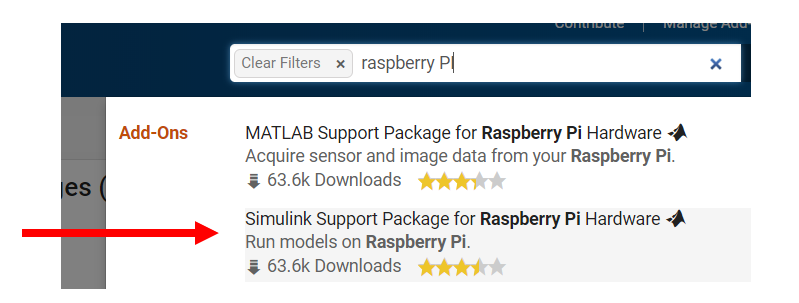 Contribute Manage Add-
Clear Filters × raspberry PI
Add-Ons
MATLAB Support Package for Raspberry Pi Hardware
Acquire sensor and image data from your Raspberry Pi.
63.6k Downloads
ges (
Simulink Support Package for Raspberry Pi Hardware
Run models on Raspberry Pi.
63.6k Downloads